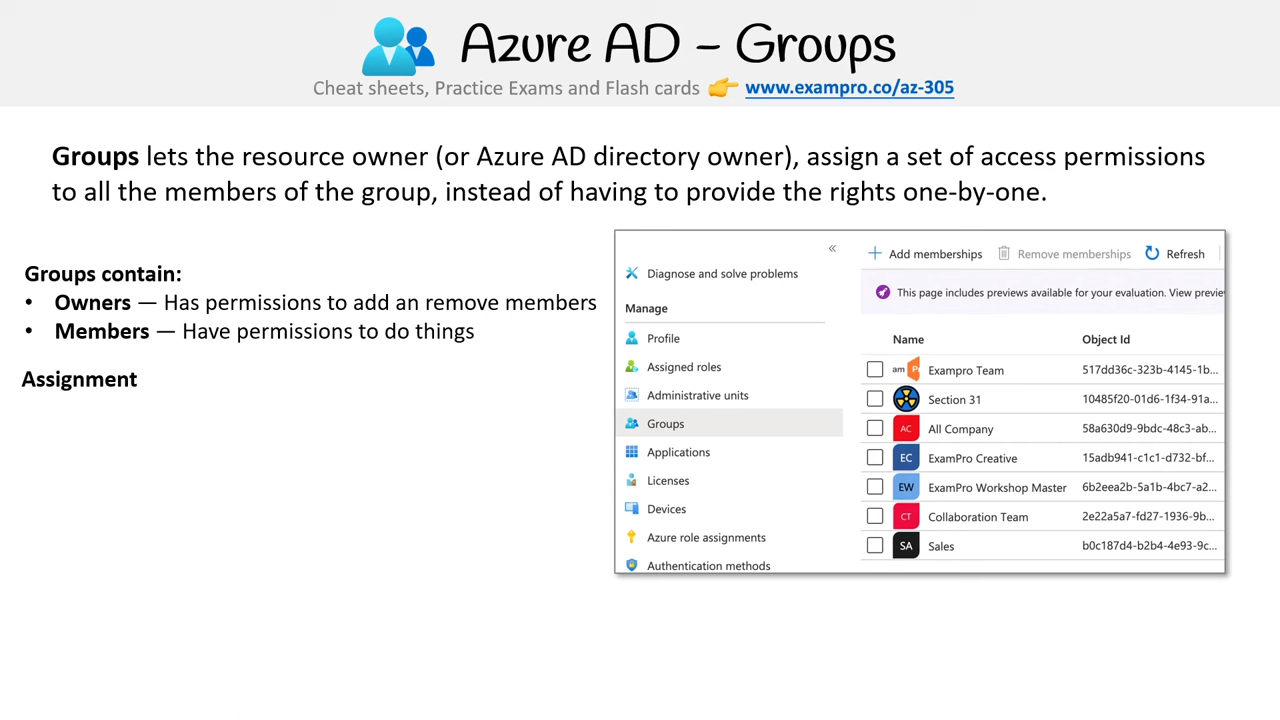 Azure AD – Groups
Cheat sheets, Practice Exams and Flash cards 👉 www.exampro.co/az-305
Groups lets the resource owner (or Azure AD directory owner), assign a set of access permissions
to all the members of the group, instead of having to provide the rights one-by-one.
Groups contain:
• Owners — Has permissions to add an remove members
• Members — Have permissions to do things
Assignment
«
Diagnose and solve problems
Manage
Profile
Assigned roles
Administrative units
Groups
Applications
Licenses
Devices
Azure role assignments
Authentication methods
Add memberships Remove memberships Refresh
This page includes previews available for your evaluation. View previe
Name Object Id
am P Exampro Team 517dd36c-323b-4145-1b...
Section 31 10485f20-01d6-1f34-91a...
AC All Company 58a630d9-9bdc-48c3-ab...
EC ExamPro Creative 15adb941-c1c1-d732-bf...
EW ExamPro Workshop Master 6b2eea2b-5a1b-4bc7-a2...
CT Collaboration Team 2e22a5a7-fd27-1936-9b...
SA Sales b0c187d4-b2b4-4e93-9c...